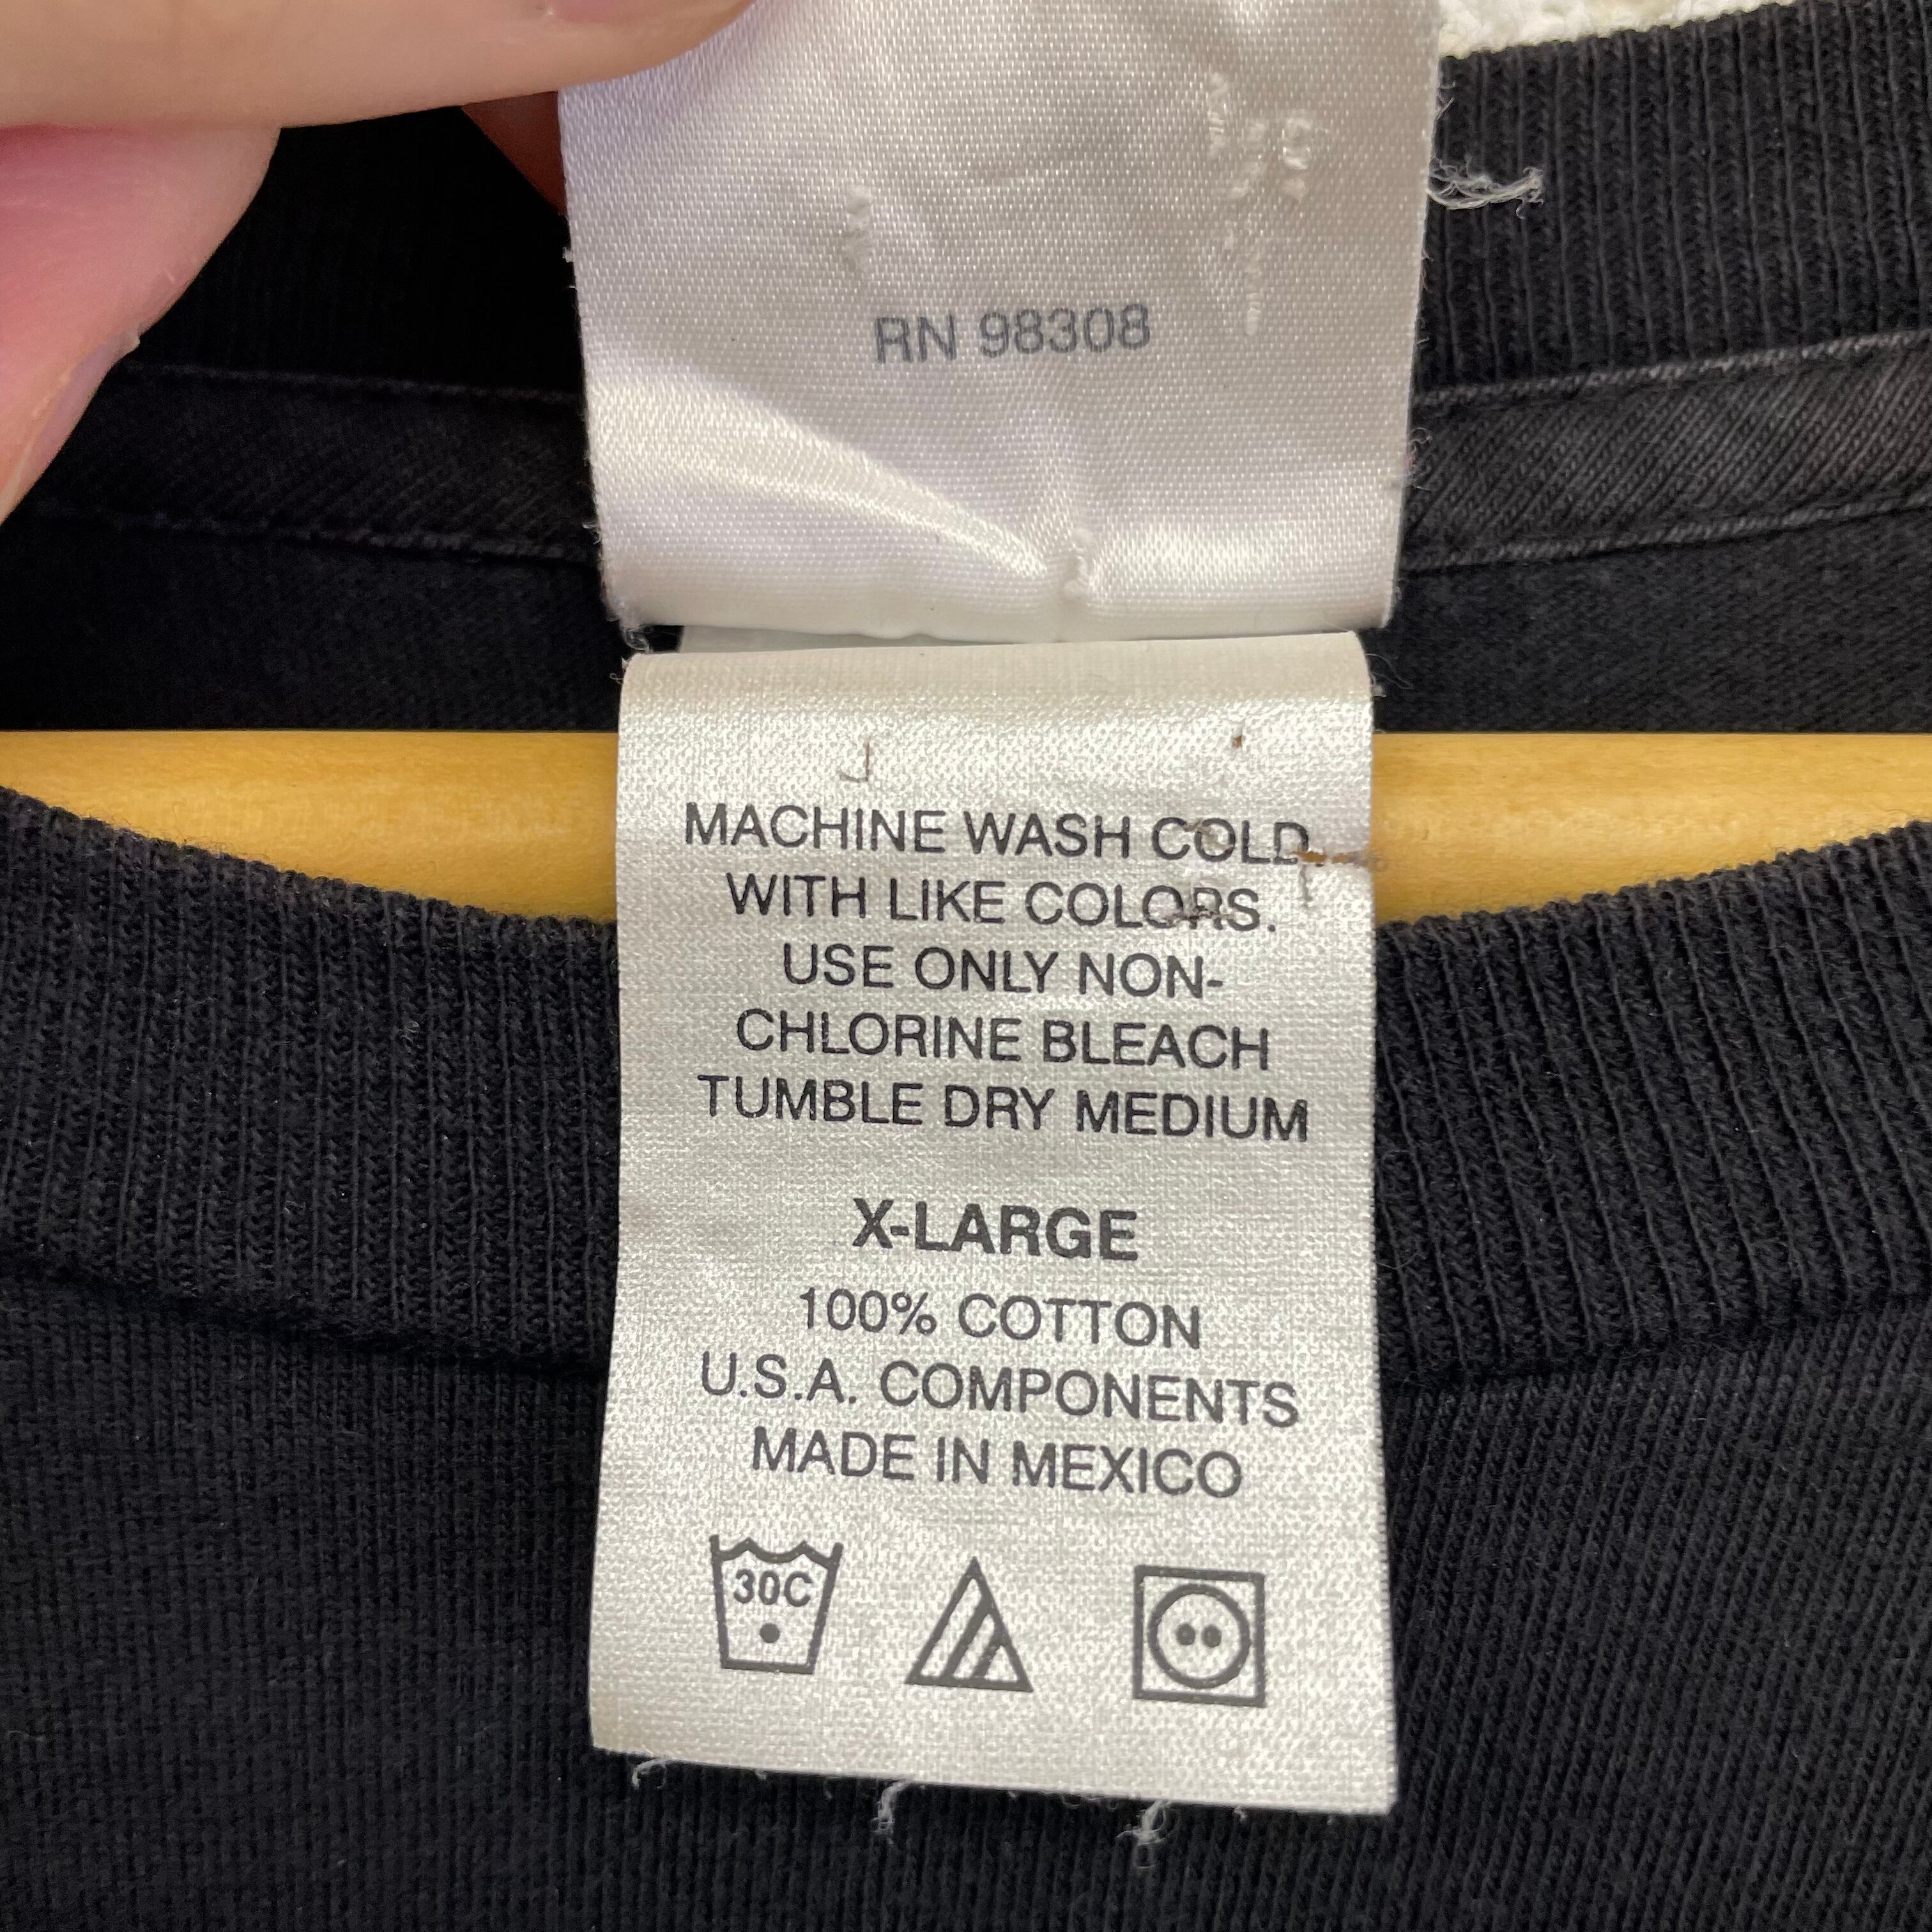 RN 98308
MACHINE WASH COLD,
WITH LIKE COLORS.
USE ONLY NON-
CHLORINE BLEACH
TUMBLE DRY MEDIUM
X-LARGE
100% COTTON
U.S.A. COMPONENTS
MADE IN MEXICO
30C